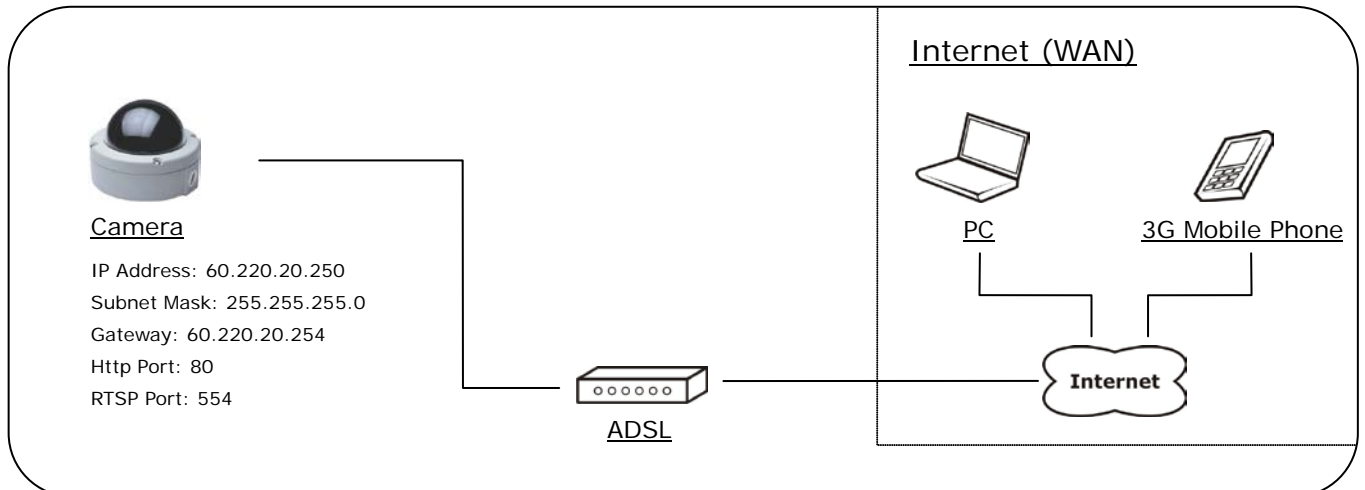 Internet (WAN)
Camera
IP Address: 60.220.20.250
Subnet Mask: 255.255.255.0
Gateway: 60.220.20.254
Http Port: 80
RTSP Port: 554
PC
3G Mobile Phone
Internet
ADSL